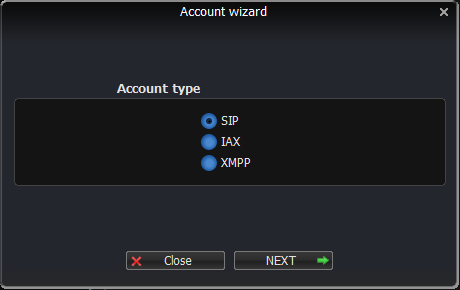 Account wizard
Account type
SIP
IAX
XMPP
Close
NEXT